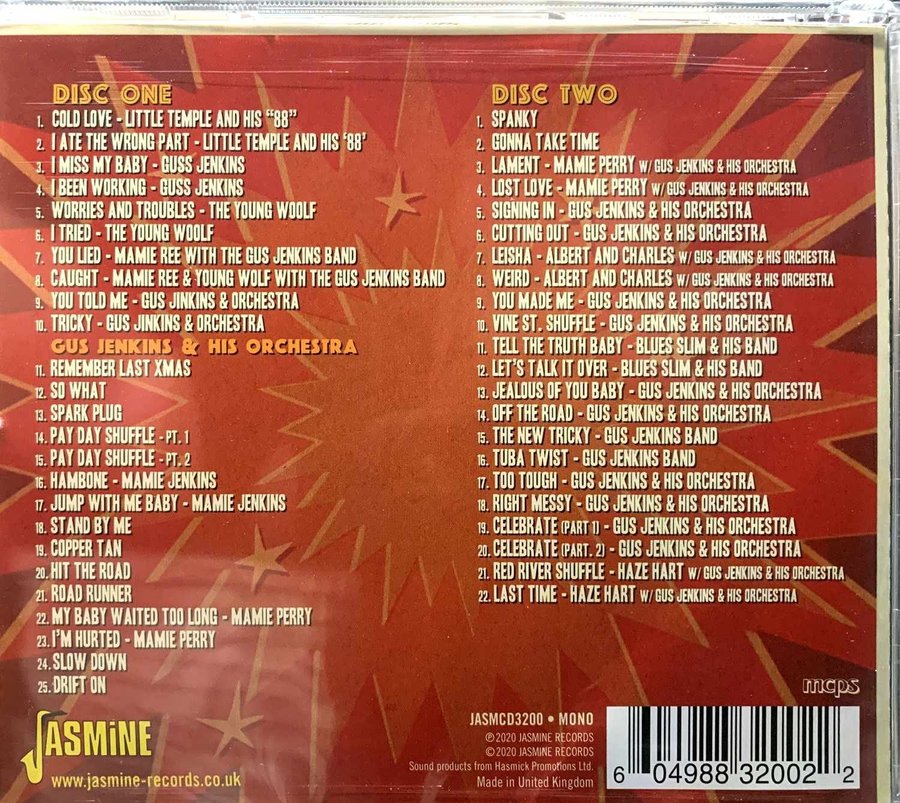 DISC ONE
1. COLD LOVE - LITTLE TEMPLE AND HIS "88"
2. I ATE THE WRONG PART - LITTLE TEMPLE AND HIS '88'
3. I MISS MY BABY - GUSS JENKINS
4. I BEEN WORKING - GUSS JENKINS
5. WORRIES AND TROUBLES - THE YOUNG WOOLF
6. I TRIED - THE YOUNG WOOLF
7. YOU LIED - MAMIE REE WITH THE GUS JENKINS BAND
8. CAUGHT - MAMIE REE & YOUNG WOLF WITH THE GUS JENKINS BAND
9. YOU TOLD ME - GUS JINKINS & ORCHESTRA
10. TRICKY - GUS JINKINS & ORCHESTRA
GUS JENKINS & HIS ORCHESTRA
11. REMEMBER LAST XMAS
12. SO WHAT
13. SPARK PLUG
14. PAY DAY SHUFFLE - PT. 1
15. PAY DAY SHUFFLE - PT. 2
16. HAMBONE - MAMIE JENKINS
17. JUMP WITH ME BABY - MAMIE JENKINS
18. STAND BY ME
19. COPPER TAN
20. HIT THE ROAD
21. ROAD RUNNER
22. MY BABY WAITED TOO LONG - MAMIE PERRY
23. I'M HURTED - MAMIE PERRY
24. SLOW DOWN
25. DRIFT ON
DISC TWO
1. SPANKY
2. GONNA TAKE TIME
3. LAMENT - MAMIE PERRY W/ GUS JENKINS & HIS ORCHESTRA
4. LOST LOVE - MAMIE PERRY W/ GUS JENKINS & HIS ORCHESTRA
5. SIGNING IN - GUS JENKINS & HIS ORCHESTRA
6. CUTTING OUT - GUS JENKINS & HIS ORCHESTRA
7. LEISHA - ALBERT AND CHARLES W/ GUS JENKINS & HIS ORCHESTRA
8. WEIRD - ALBERT AND CHARLES W/ GUS JENKINS & HIS ORCHESTRA
9. YOU MADE ME - GUS JENKINS & HIS ORCHESTRA
10. VINE ST. SHUFFLE - GUS JENKINS & HIS ORCHESTRA
11. TELL THE TRUTH BABY - BLUES SLIM & HIS BAND
12. LET'S TALK IT OVER - BLUES SLIM & HIS BAND
13. JEALOUS OF YOU BABY - GUS JENKINS & HIS ORCHESTRA
14. OFF THE ROAD - GUS JENKINS & HIS ORCHESTRA
15. THE NEW TRICKY - GUS JENKINS BAND
16. TUBA TWIST - GUS JENKINS BAND
17. TOO TOUGH - GUS JENKINS & HIS ORCHESTRA
18. RIGHT MESSY - GUS JENKINS & HIS ORCHESTRA
19. CELEBRATE (PART 1) - GUS JENKINS & HIS ORCHESTRA
20. CELEBRATE (PART. 2) - GUS JENKINS & HIS ORCHESTRA
21. RED RIVER SHUFFLE - HAZE HART W/ GUS JENKINS & HIS ORCHESTRA
22. LAST TIME - HAZE HART W/ GUS JENKINS & HIS ORCHESTRA
mcps
JASMiNE
www.jasmine-records.co.uk
JASMCD3200 • MONO
℗ 2020 JASMINE RECORDS
© 2020 JASMINE RECORDS
Sound products from Hasmick Promotions Ltd.
Made in United Kingdom
6 04988 32002 2